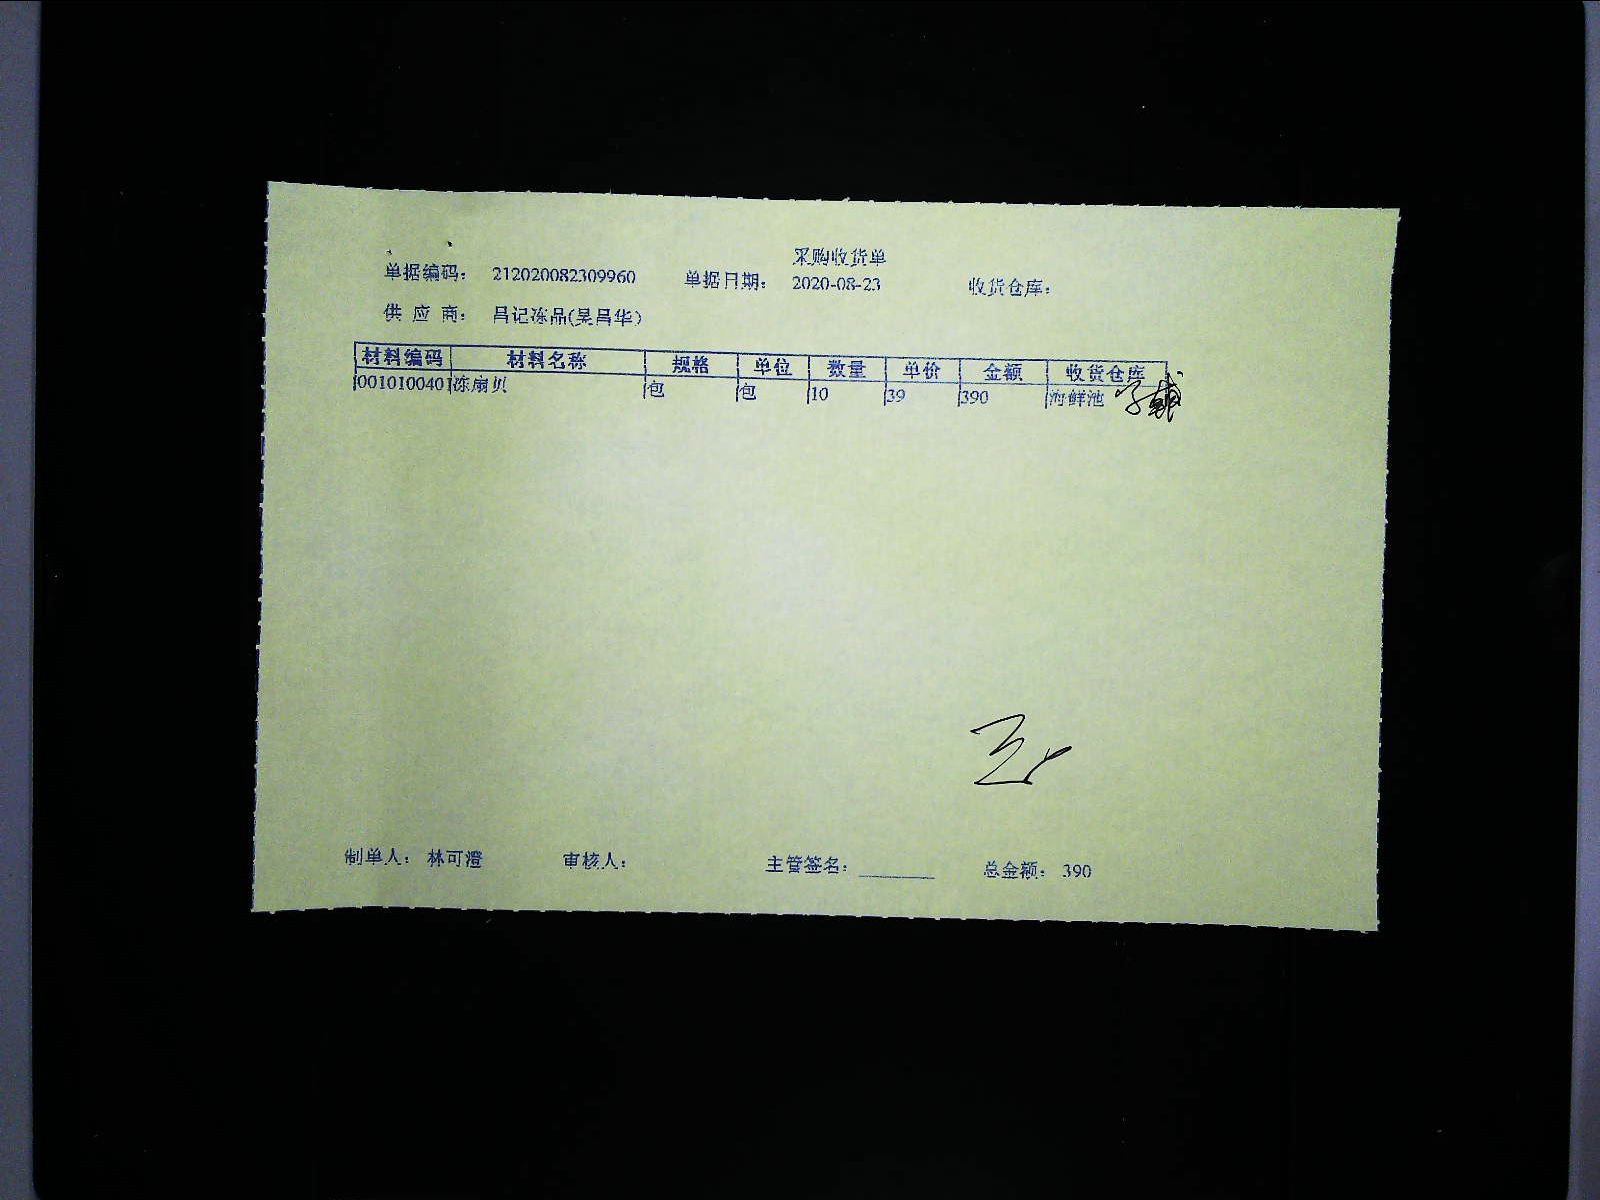 采购收货单
单据编码： 212020082309960 单据日期： 2020-08-23 收货仓库：
供 应 商： 昌记冻品(吴昌华)
材料编码 材料名称 规格 单位 数量 单价 金额 收货仓库
0010100401 冻扇贝 包 包 10 39 390 海鲜池
制单人： 林可澄 审核人： 主管签名： 总金额： 390